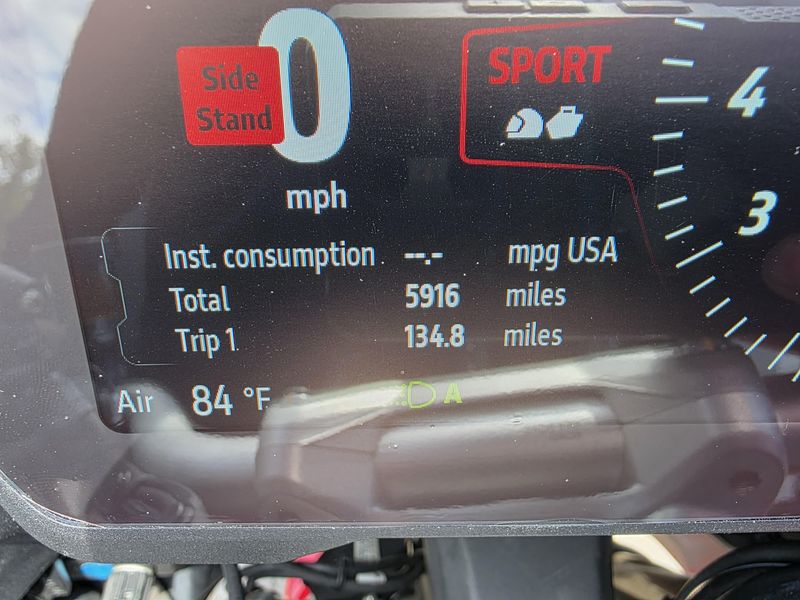 Side
Stand
0
mph
SPORT
4
3
Inst. consumption --.- mpg USA
Total 5916 miles
Trip 1 134.8 miles
Air 84 °F
A